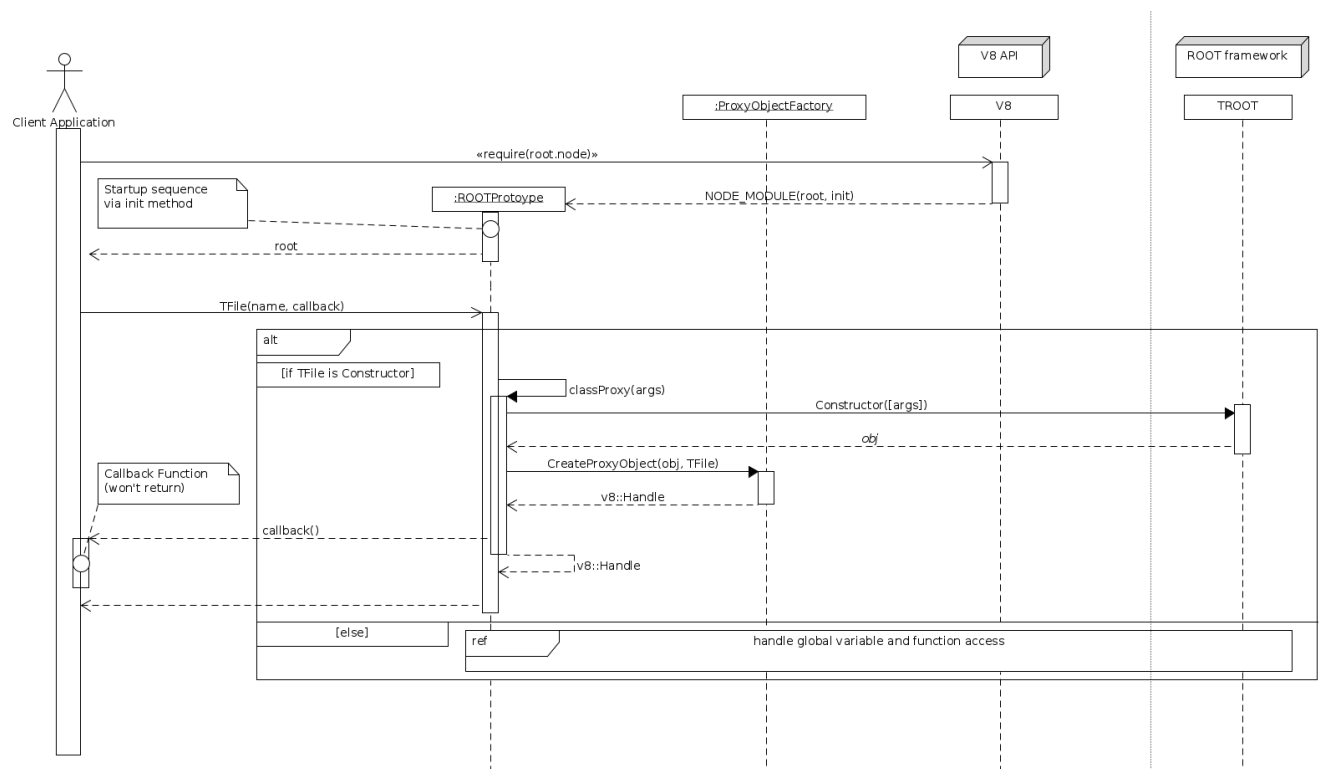 V8 API
ROOT framework
:ProxyObjectFactory
V8
TROOT
Client Application
«require(root.node)»
Startup sequence
via init method
:ROOTPrototype
NODE_MODULE(root, init)
root
TFile(name, callback)
alt
[if TFile is Constructor]
classProxy(args)
Constructor([args])
obj
CreateProxyObject(obj, TFile)
Callback Function
(won't return)
v8::Handle
callback()
v8::Handle
[else]
ref
handle global variable and function access